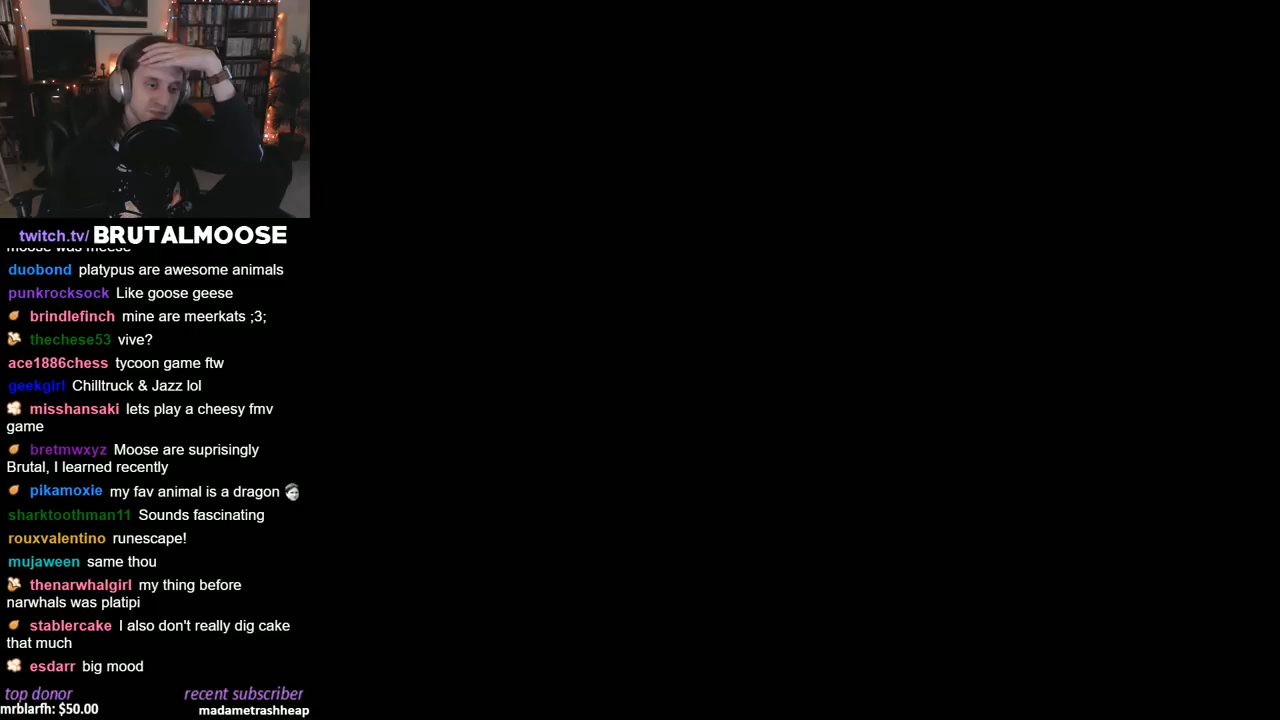 twitch.tv/ BRUTALMOOSE
moose was meese
duobond platypus are awesome animals
punkrocksock Like goose geese
brindlefinch mine are meerkats ;3;
thechese53 vive?
ace1886chess tycoon game ftw
geekgirl Chilltruck & Jazz lol
misshansaki lets play a cheesy fmv
game
bretmwxyz Moose are suprisingly
Brutal, I learned recently
pikamoxie my fav animal is a dragon
sharktoothman11 Sounds fascinating
rouxvalentino runescape!
mujaween same thou
thenarwhalgirl my thing before
narwhals was platipi
stablercake I also don't really dig cake
that much
esdarr big mood
top donor recent subscriber
mrblarfh: $50.00 madametrashheap